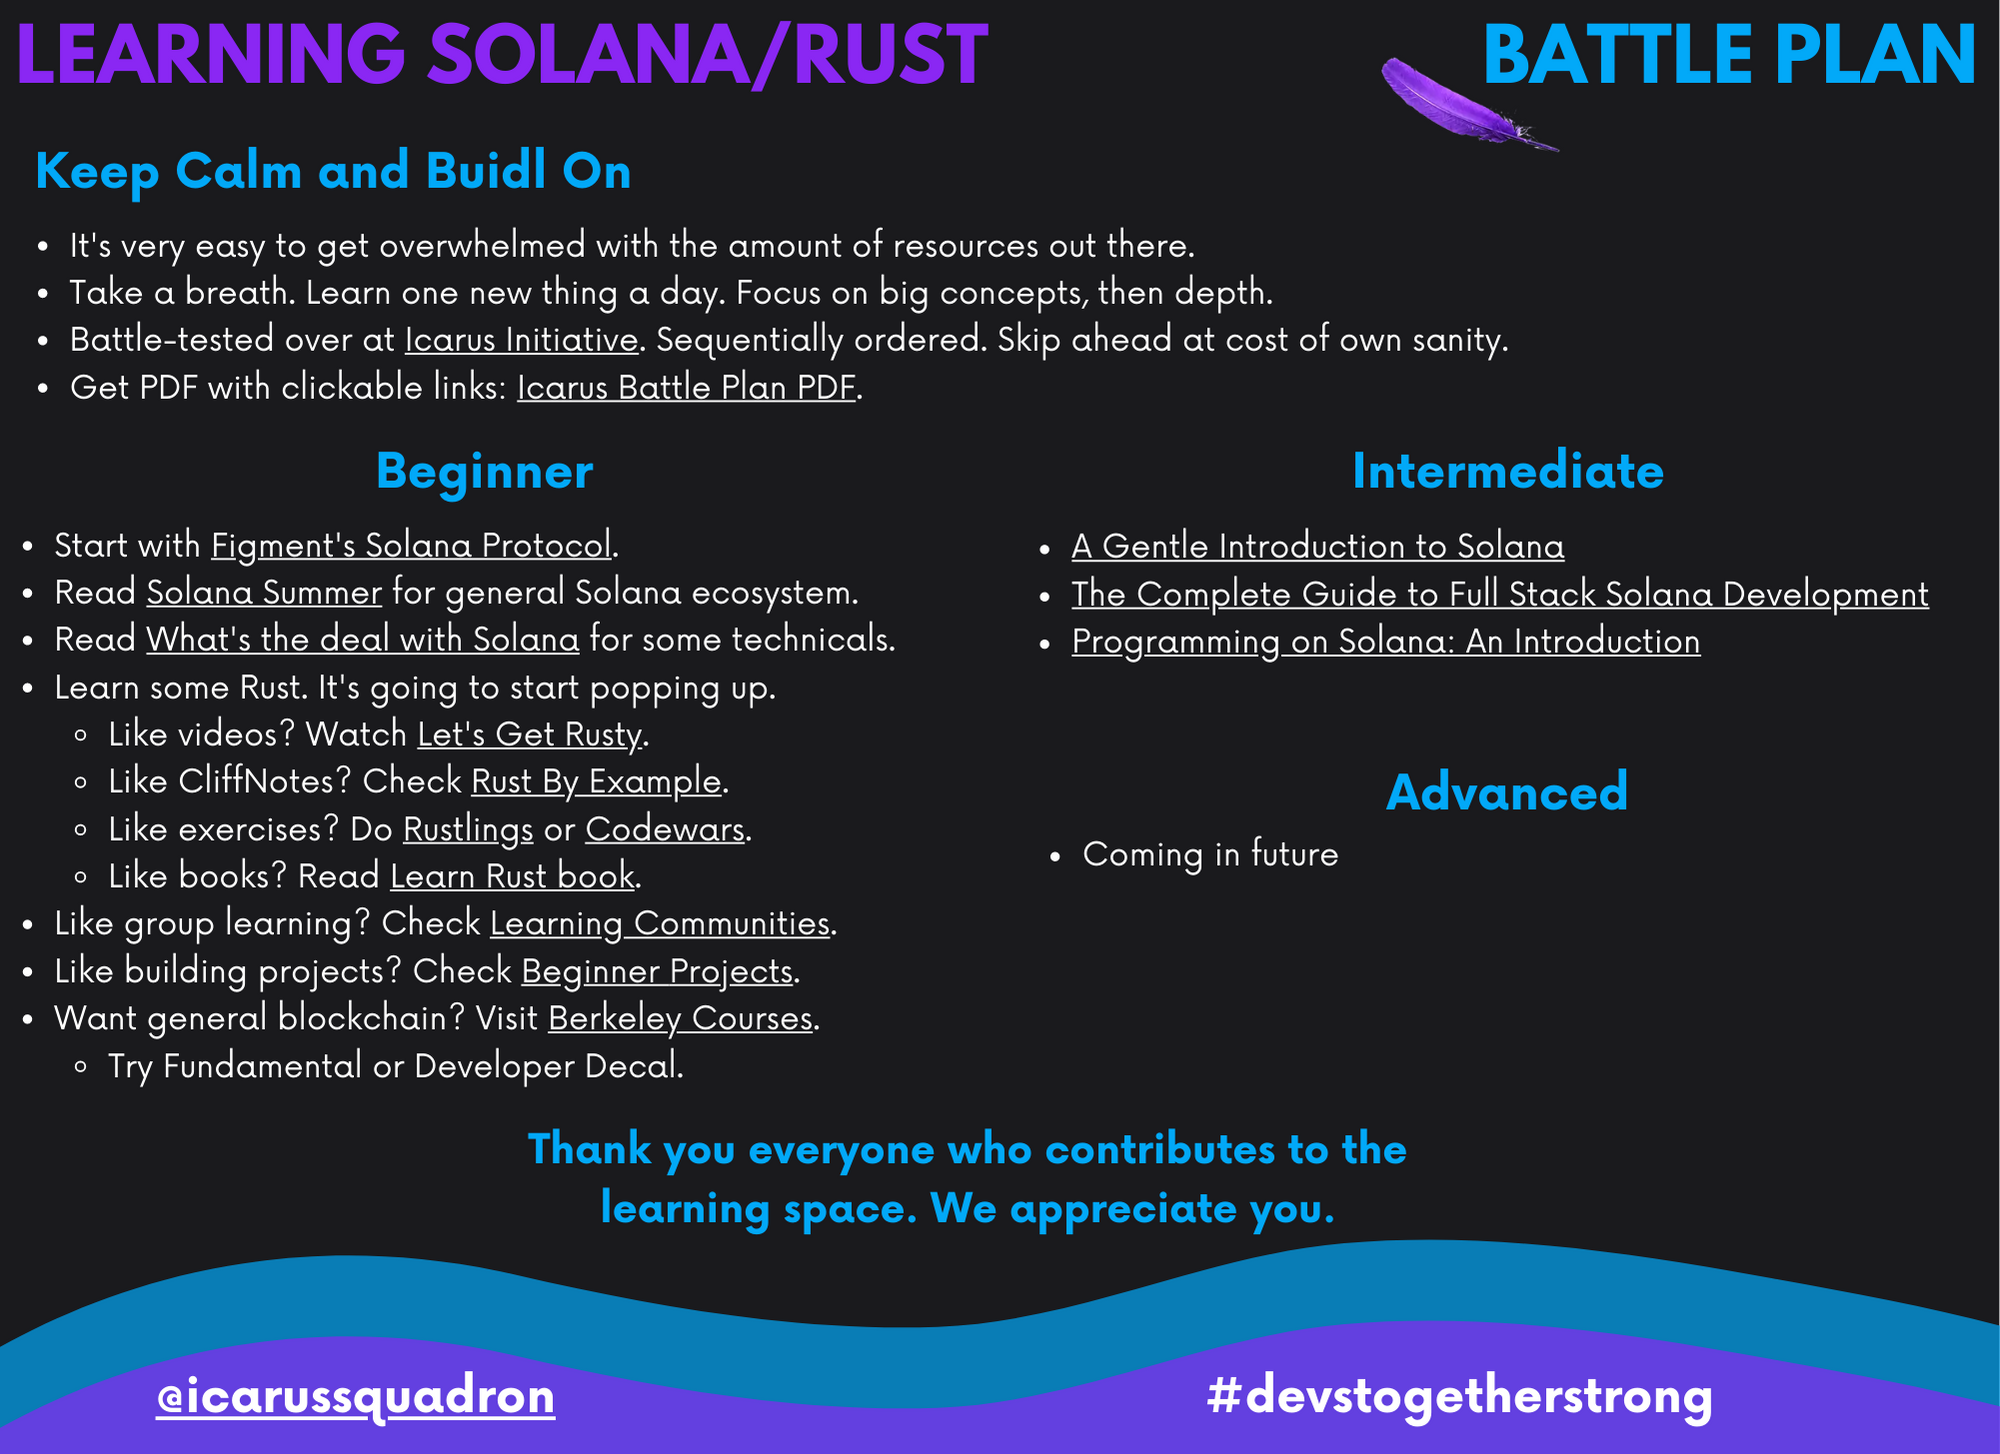 LEARNING SOLANA/RUST
BATTLE PLAN
Keep Calm and Buidl On
• It's very easy to get overwhelmed with the amount of resources out there.
• Take a breath. Learn one new thing a day. Focus on big concepts, then depth.
• Battle-tested over at Icarus Initiative. Sequentially ordered. Skip ahead at cost of own sanity.
• Get PDF with clickable links: Icarus Battle Plan PDF.
Beginner
• Start with Figment's Solana Protocol.
• Read Solana Summer for general Solana ecosystem.
• Read What's the deal with Solana for some technicals.
• Learn some Rust. It's going to start popping up.
◦ Like videos? Watch Let's Get Rusty.
◦ Like CliffNotes? Check Rust By Example.
◦ Like exercises? Do Rustlings or Codewars.
◦ Like books? Read Learn Rust book.
• Like group learning? Check Learning Communities.
• Like building projects? Check Beginner Projects.
• Want general blockchain? Visit Berkeley Courses.
◦ Try Fundamental or Developer Decal.
Intermediate
• A Gentle Introduction to Solana
• The Complete Guide to Full Stack Solana Development
• Programming on Solana: An Introduction
Advanced
• Coming in future
Thank you everyone who contributes to the
learning space. We appreciate you.
@icarussquadron
#devstogetherstrong